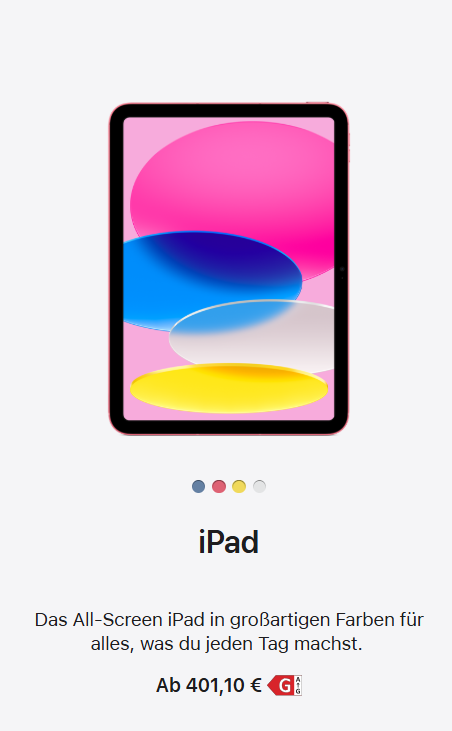 iPad
Das All-Screen iPad in großartigen Farben für
alles, was du jeden Tag machst.
Ab 401,10 € G A↑G